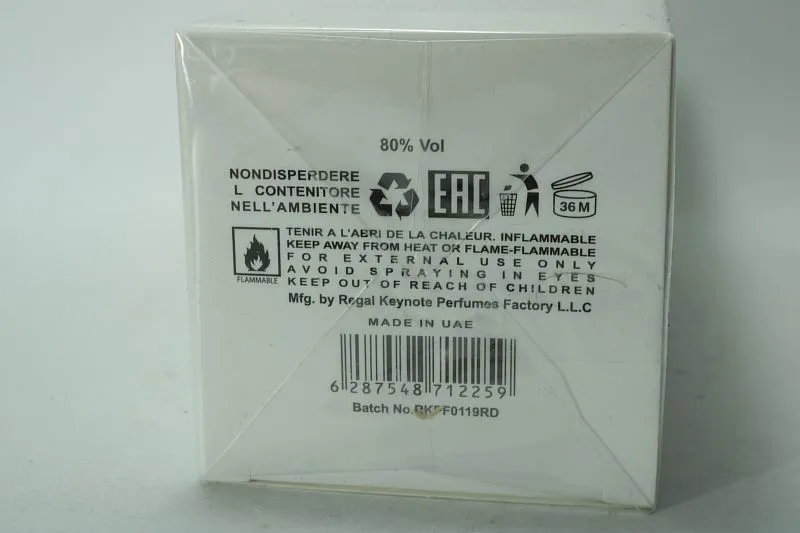 80% Vol
NONDISPERDERE
L CONTENITORE
NELL'AMBIENTE
EAC
36 M
TENIR A L'ABRI DE LA CHALEUR. INFLAMMABLE
KEEP AWAY FROM HEAT OR FLAME-FLAMMABLE
FOR EXTERNAL USE ONLY
AVOID SPRAYING IN EYES
KEEP OUT OF REACH OF CHILDREN
FLAMMABLE
Mfg. by Regal Keynote Perfumes Factory L.L.C
MADE IN UAE
6 287548 712259
Batch No.